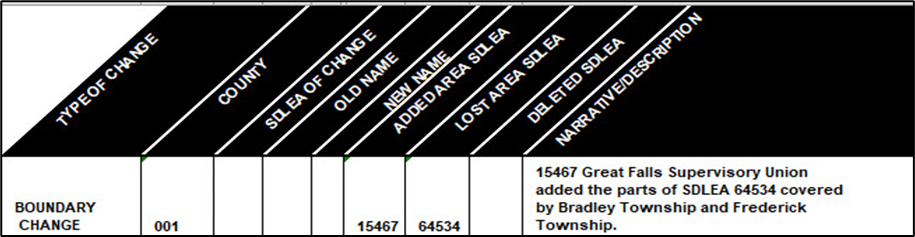 TYPE OF CHANGE
COUNTY
SDLEA OF CHANGE
OLD NAME
NEW NAME
ADDED AREA SDLEA
LOST AREA SDLEA
DELETED SDLEA
NARRATIVE/DESCRIPTION
BOUNDARY
CHANGE
001
15467
64534
15467 Great Falls Supervisory Union
added the parts of SDLEA 64534 covered
by Bradley Township and Frederick
Township.